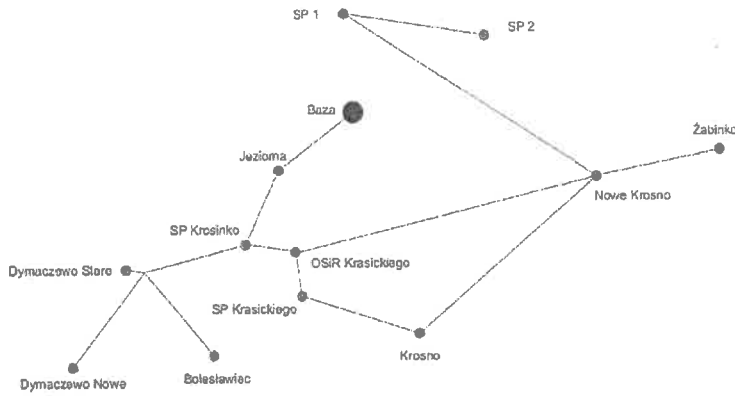 SP 1
SP 2
Baza
Żabinko
Jeziorna
Nowe Krosno
SP Krosinko
OSiR Krasickiego
Dymaczewo Stare
SP Krasickiego
Krosno
Dymaczewo Nowe
Bolesławiec